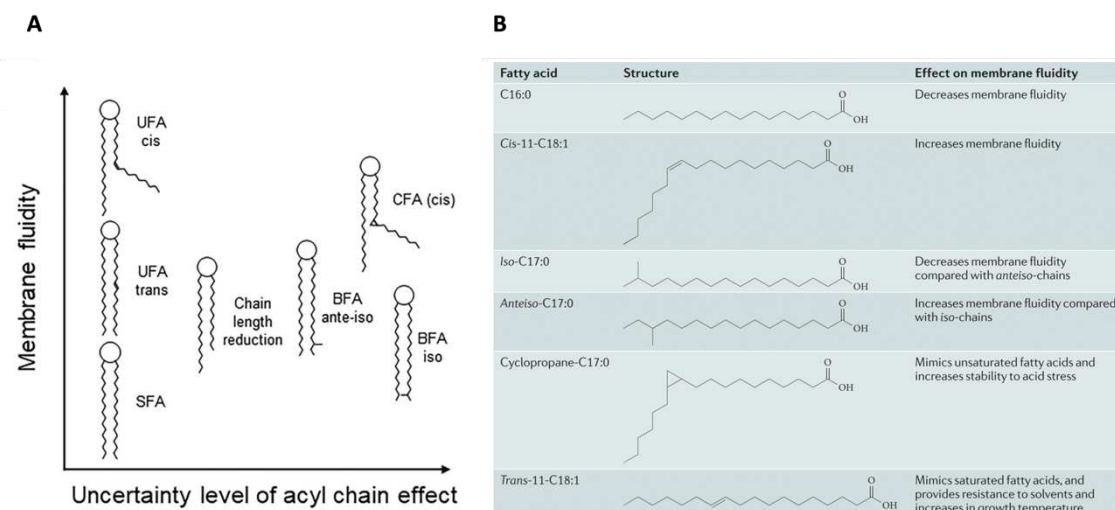 A
Membrane fluidity
UFA
cis
UFA
trans
SFA
Chain
length
reduction
BFA
ante-iso
CFA (cis)
BFA
iso
Uncertainty level of acyl chain effect
B
Fatty acid Structure Effect on membrane fluidity
C16:0 Decreases membrane fluidity
O
OH
Cis-11-C18:1 Increases membrane fluidity
O
OH
Iso-C17:0 Decreases membrane fluidity
compared with anteiso-chains
O
OH
Anteiso-C17:0 Increases membrane fluidity compared
with iso-chains
O
OH
Cyclopropane-C17:0 Mimics unsaturated fatty acids and
increases stability to acid stress
O
OH
Trans-11-C18:1 Mimics saturated fatty acids, and
provides resistance to solvents and
increases in growth temperature
O
OH